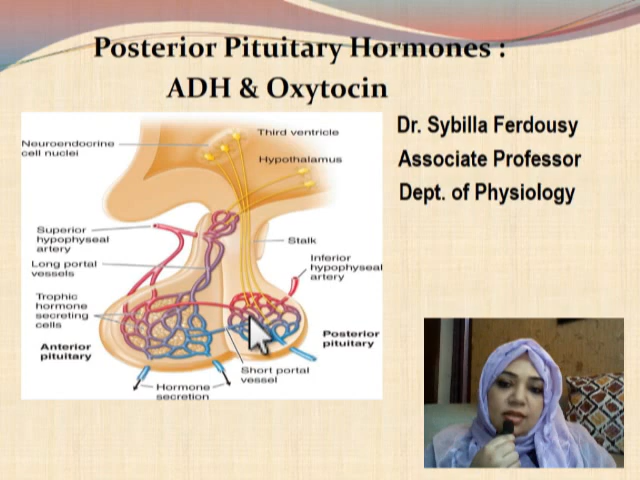 Posterior Pituitary Hormones :
ADH & Oxytocin
Dr. Sybilla Ferdousy
Associate Professor
Dept. of Physiology
Third ventricle
Neuroendocrine
cell nuclei
Hypothalamus
Superior
hypophyseal
artery
Stalk
Long portal
vessels
Inferior
hypophyseal
artery
Trophic
hormone
secreting
cells
Anterior
pituitary
Posterior
pituitary
Short portal
vessel
Hormone
secretion